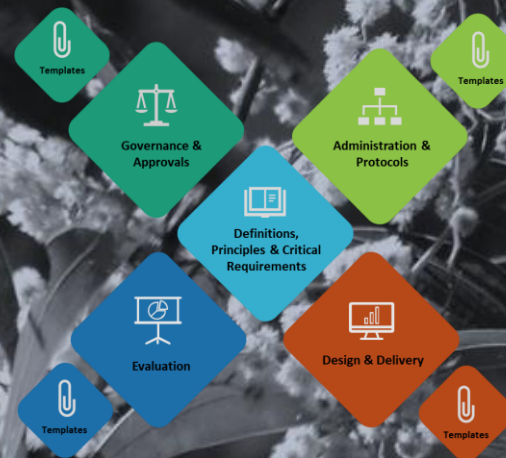 Templates
Templates
Governance &
Approvals
Administration &
Protocols
Definitions,
Principles & Critical
Requirements
Evaluation
Design & Delivery
Templates
Templates